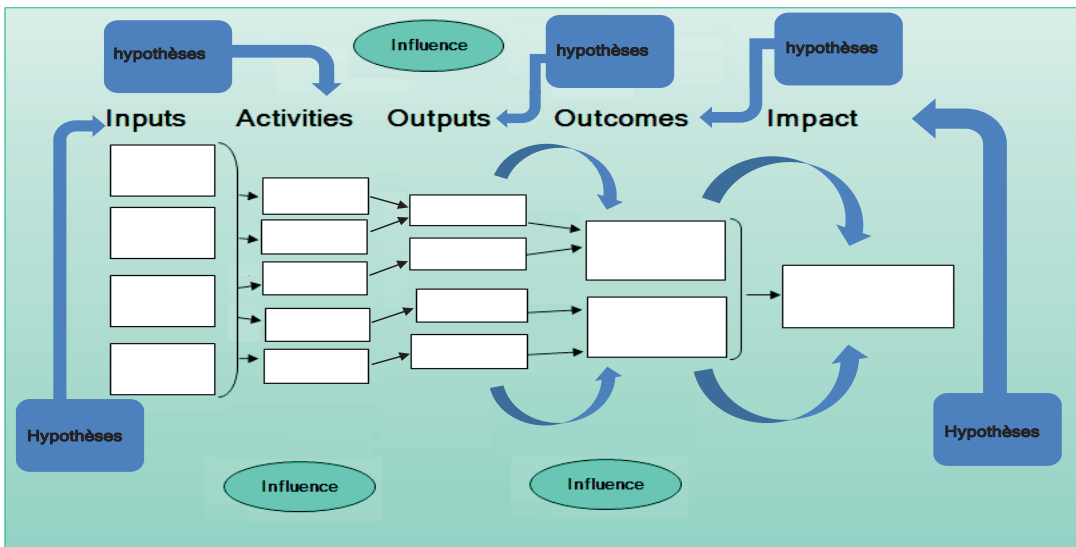 Influence
hypothèses
hypothèses
hypothèses
Inputs Activities Outputs Outcomes Impact
Hypothèses
Hypothèses
Influence
Influence